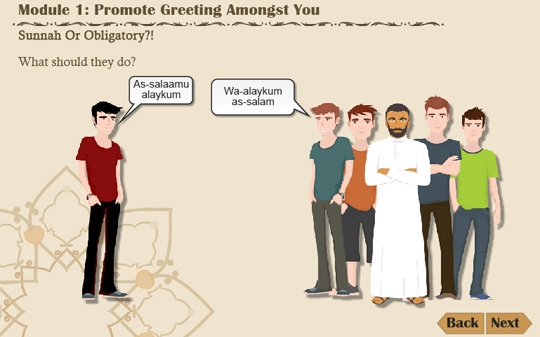 Module 1: Promote Greeting Amongst You
Sunnah Or Obligatory?!
What should they do?
As-salaamu
alaykum
Wa-alaykum
as-salam
Back Next